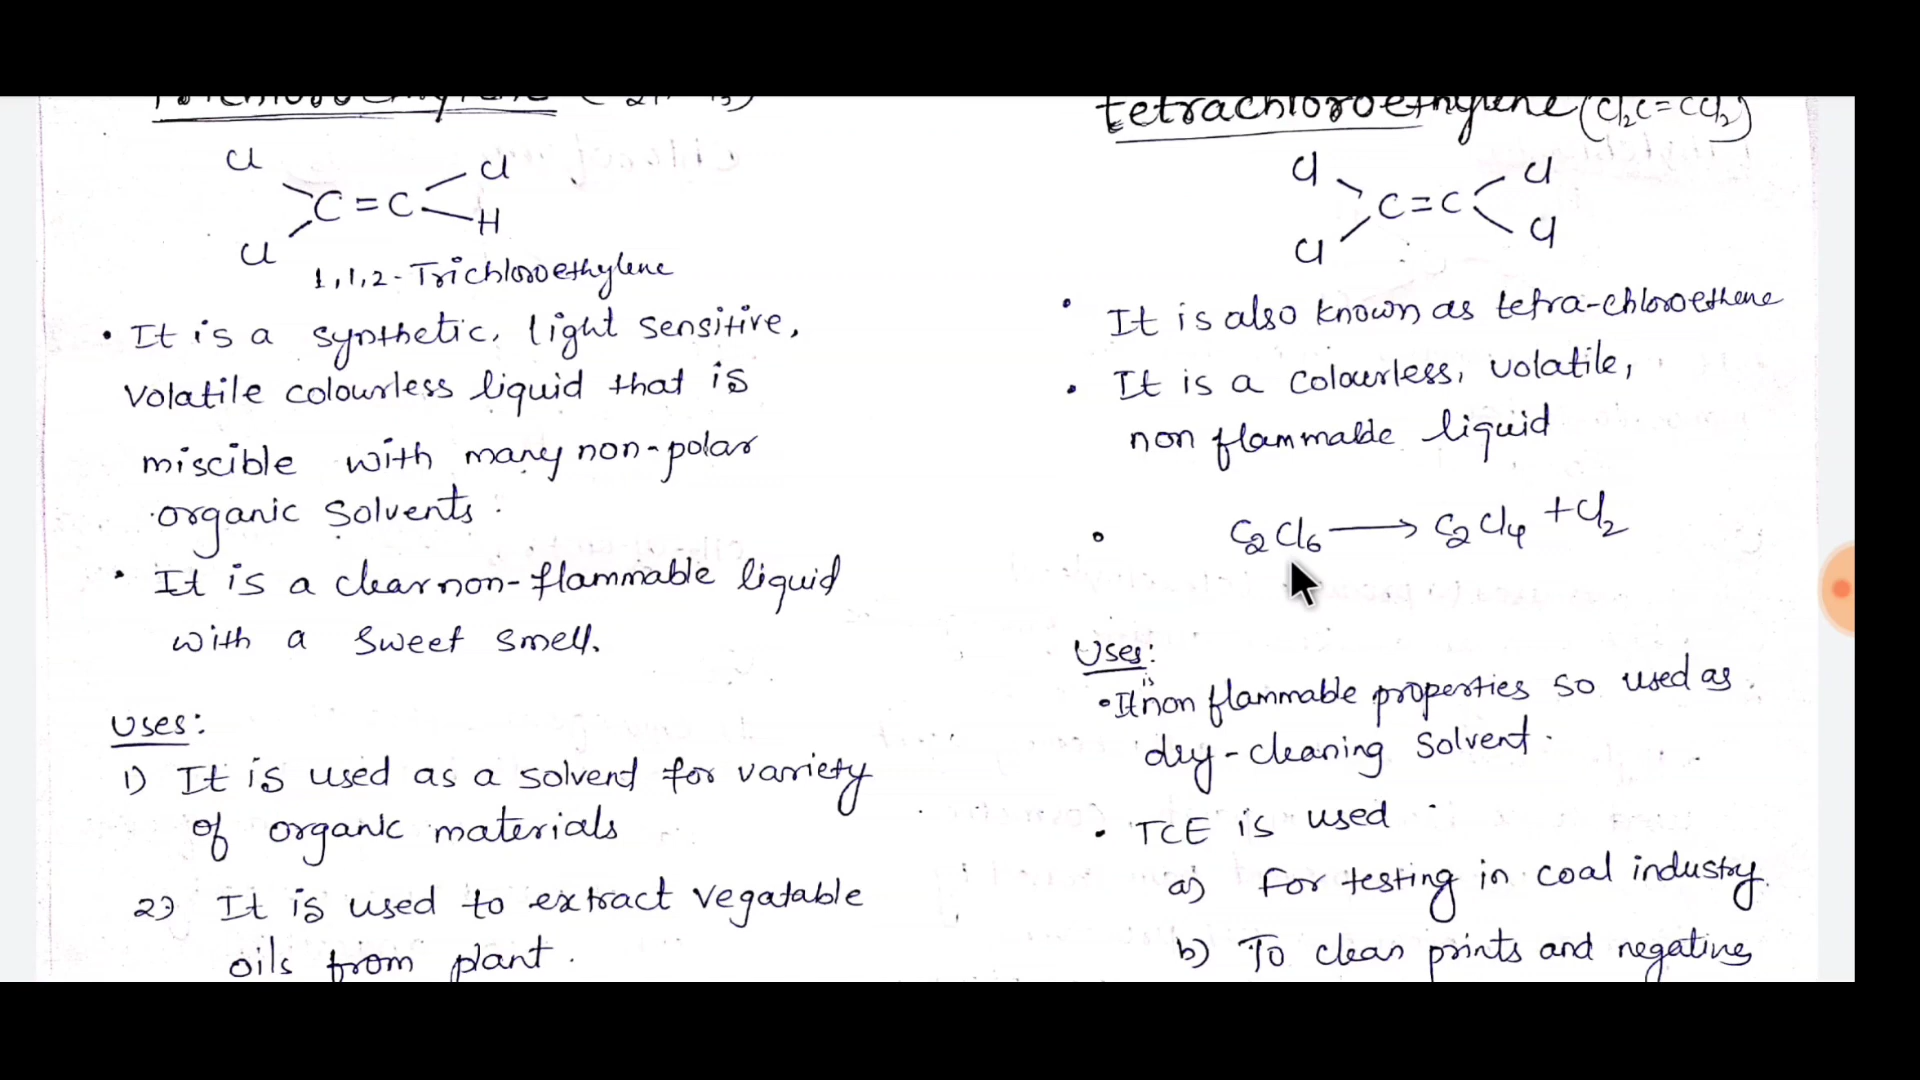 Trichloroethylene
Cl
Cl
C=C
H
Cl
1,1,2-Trichloroethylene
• It is a synthetic, light sensitive,
volatile colourless liquid that is
miscible with many non-polar
organic solvents.
• It is a clear non-flammable liquid
with a sweet smell.
Uses:
1) It is used as a solvend for variety
of organic materials
2) It is used to extract vegatable
oils from plant.
tetrachloroethylene (Cl₂C=CCl₂)
Cl
Cl
C=C
Cl
Cl
• It is also known as tetra-chloroethene
• It is a colourless, volatile,
non flammable liquid
• C₂Cl₆ ⟶ C₂Cl₄ + Cl₂
Uses:
• It is non flammable properties so used as
dry-cleaning solvent.
• TCE is used
a) For testing in coal industry.
b) To clean prints and negatives